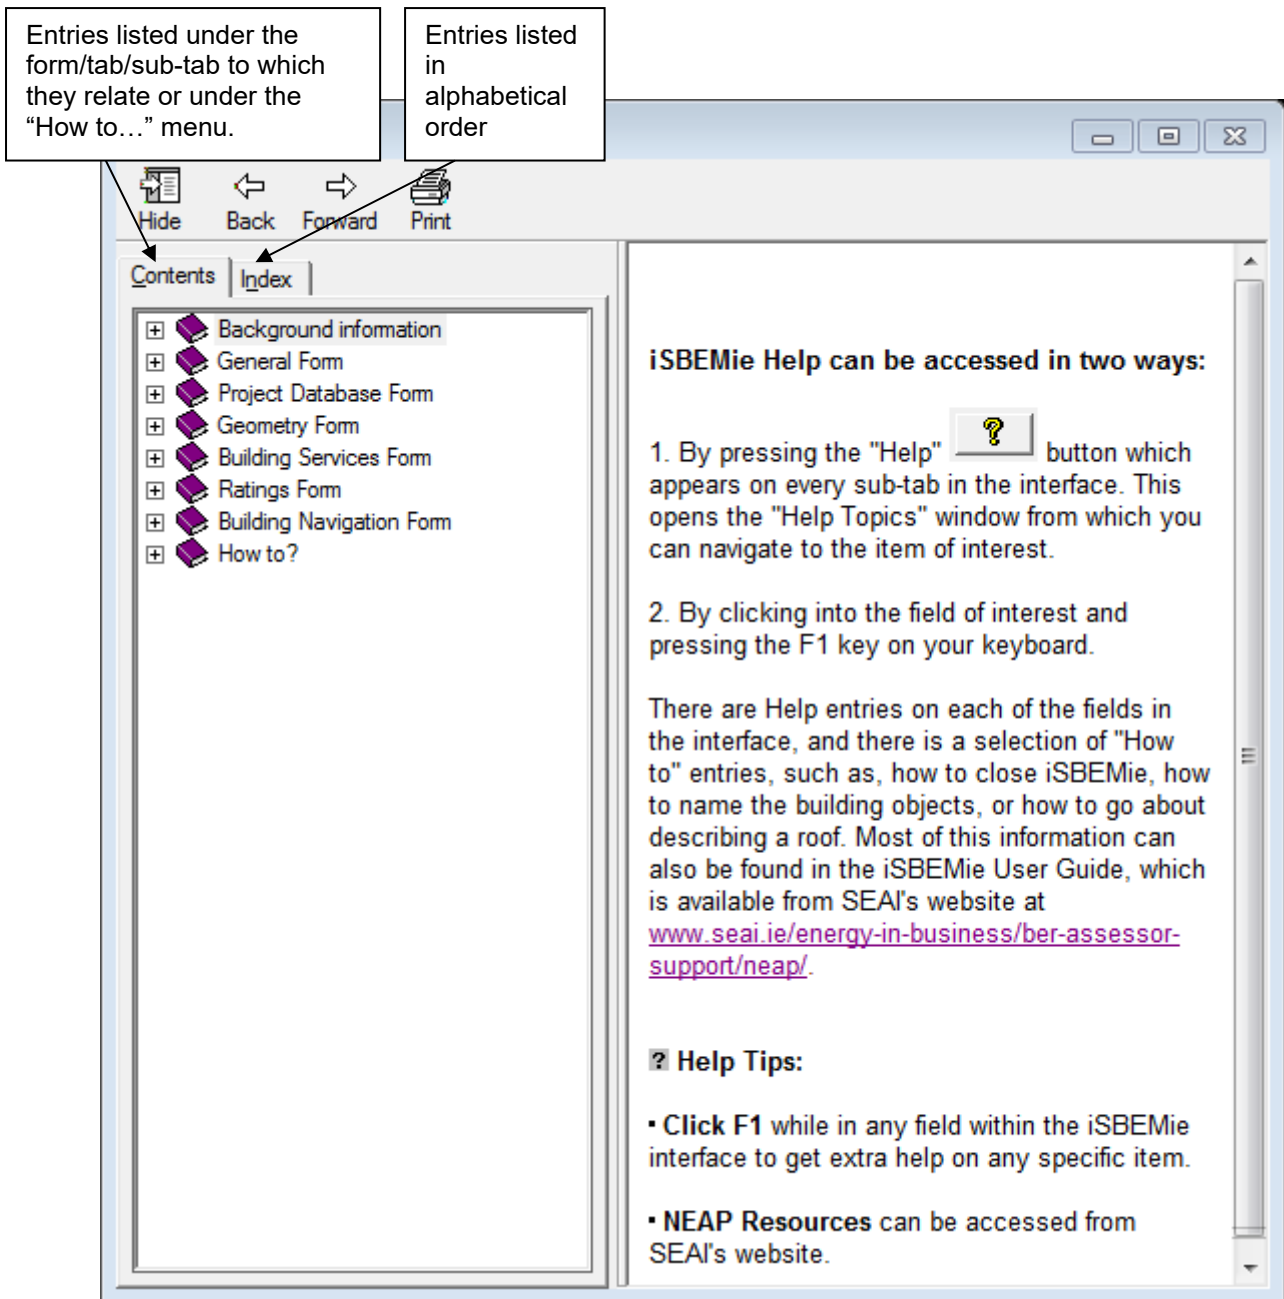 Entries listed under the
form/tab/sub-tab to which
they relate or under the
“How to…” menu.
Entries listed
in
alphabetical
order
Hide Back Forward Print
Contents Index
Background information
General Form
Project Database Form
Geometry Form
Building Services Form
Ratings Form
Building Navigation Form
How to?
iSBEMie Help can be accessed in two ways:
1. By pressing the "Help" ? button which
appears on every sub-tab in the interface. This
opens the "Help Topics" window from which you
can navigate to the item of interest.
2. By clicking into the field of interest and
pressing the F1 key on your keyboard.
There are Help entries on each of the fields in
the interface, and there is a selection of "How
to" entries, such as, how to close iSBEMie, how
to name the building objects, or how to go about
describing a roof. Most of this information can
also be found in the iSBEMie User Guide, which
is available from SEAI's website at
www.seai.ie/energy-in-business/ber-assessor-
support/neap/.
? Help Tips:
▪ Click F1 while in any field within the iSBEMie
interface to get extra help on any specific item.
▪ NEAP Resources can be accessed from
SEAI's website.